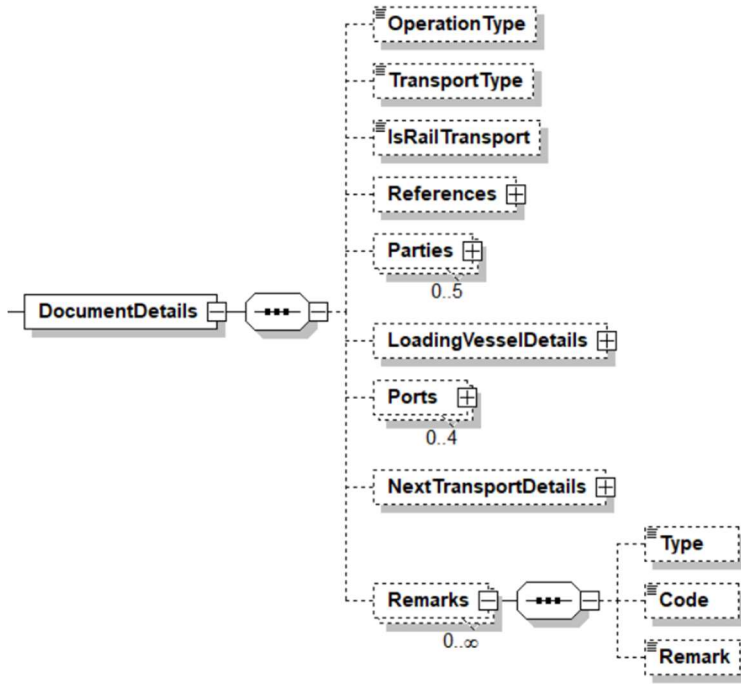 OperationType
TransportType
IsRailTransport
References
Parties
0..5
DocumentDetails
LoadingVesselDetails
Ports
0..4
NextTransportDetails
Remarks
0..∞
Type
Code
Remark